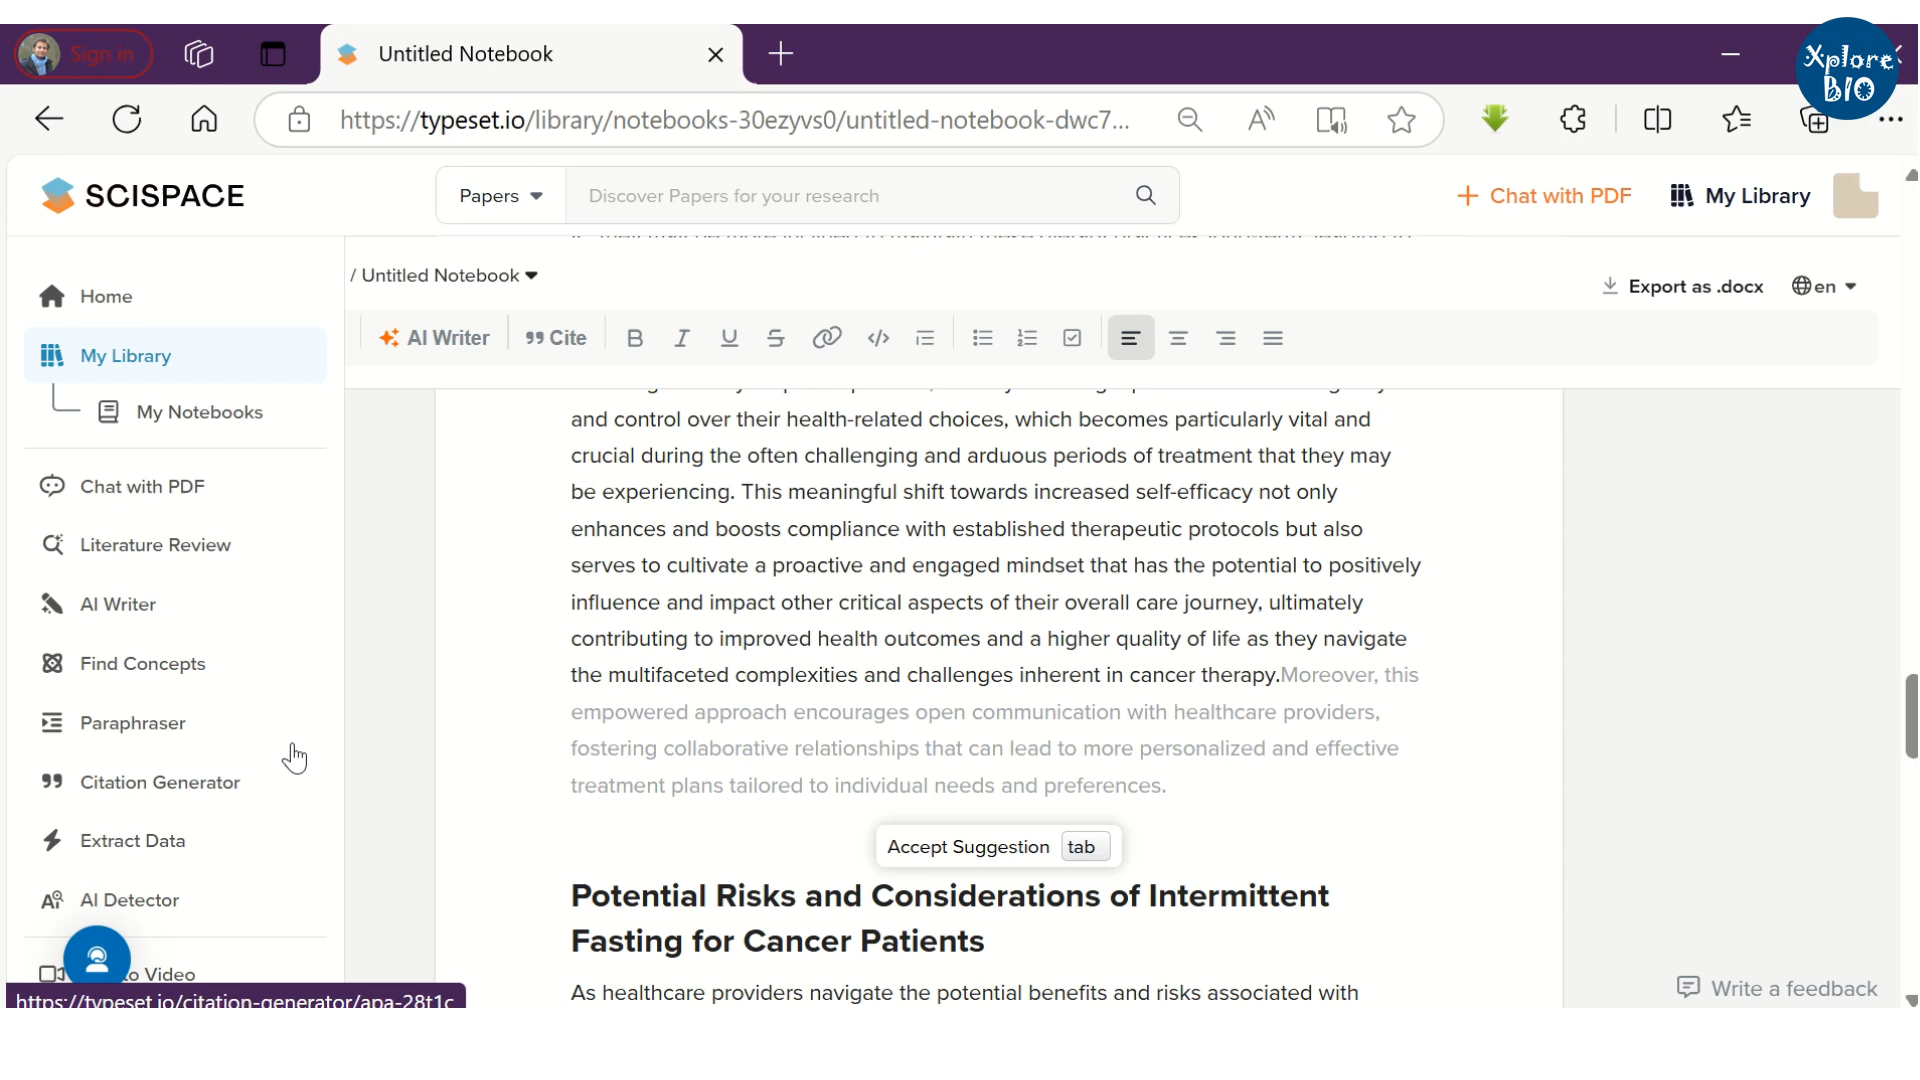 Sign in
Untitled Notebook
Xplore
BIO
https://typeset.io/library/notebooks-30ezyvs0/untitled-notebook-dwc7...
SCISPACE
Papers
Discover Papers for your research
Chat with PDF
My Library
/ Untitled Notebook
Export as .docx
en
AI Writer
Cite
Home
My Library
My Notebooks
Chat with PDF
Literature Review
AI Writer
Find Concepts
Paraphraser
Citation Generator
Extract Data
AI Detector
to Video
https://typeset.io/citation-generator/apa-28t1c
and control over their health-related choices, which becomes particularly vital and
crucial during the often challenging and arduous periods of treatment that they may
be experiencing. This meaningful shift towards increased self-efficacy not only
enhances and boosts compliance with established therapeutic protocols but also
serves to cultivate a proactive and engaged mindset that has the potential to positively
influence and impact other critical aspects of their overall care journey, ultimately
contributing to improved health outcomes and a higher quality of life as they navigate
the multifaceted complexities and challenges inherent in cancer therapy.Moreover, this
empowered approach encourages open communication with healthcare providers,
fostering collaborative relationships that can lead to more personalized and effective
treatment plans tailored to individual needs and preferences.
Accept Suggestion tab
Potential Risks and Considerations of Intermittent
Fasting for Cancer Patients
As healthcare providers navigate the potential benefits and risks associated with
Write a feedback